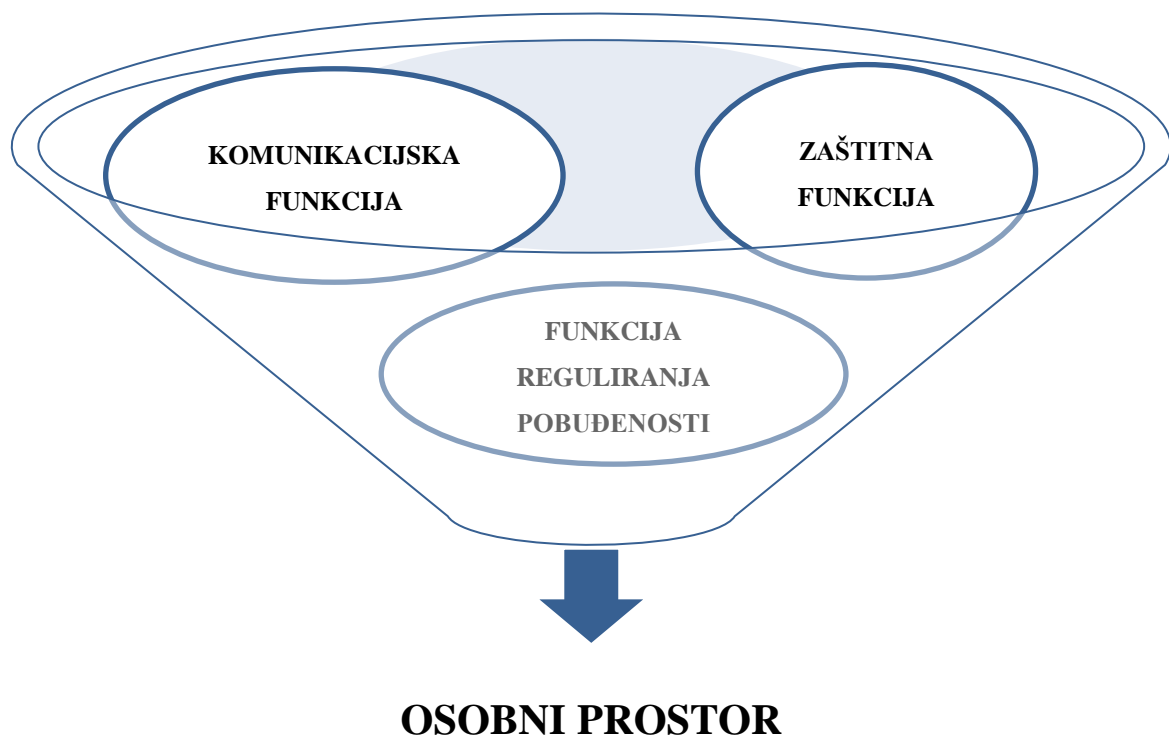 KOMUNIKACIJSKA
FUNKCIJA
ZAŠTITNA
FUNKCIJA
FUNKCIJA
REGULIRANJA
POBUĐENOSTI
OSOBNI PROSTOR